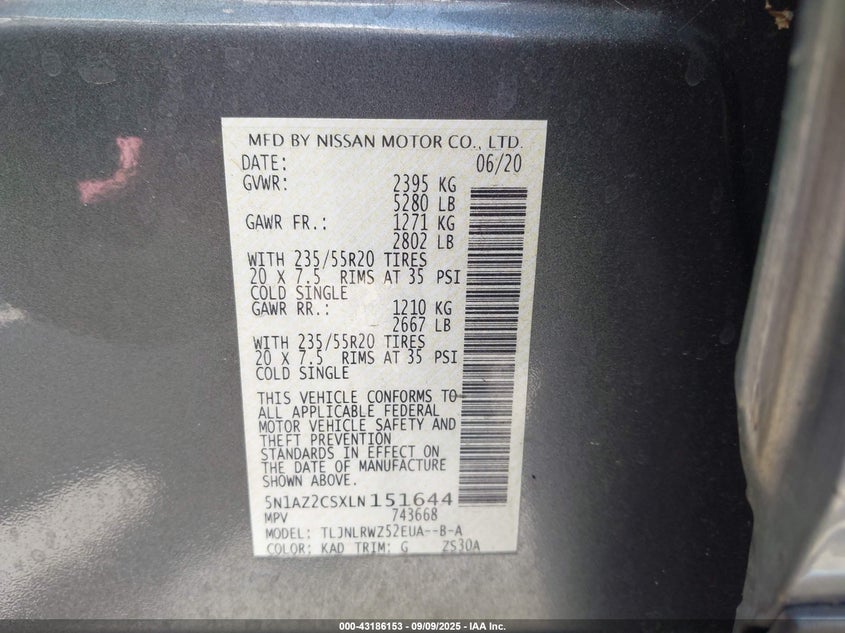 MFD BY NISSAN MOTOR CO., LTD.
DATE: 06/20
GVWR: 2395 KG
5280 LB
GAWR FR.: 1271 KG
2802 LB
WITH 235/55R20 TIRES
20 X 7.5 RIMS AT 35 PSI
COLD SINGLE
GAWR RR.: 1210 KG
2667 LB
WITH 235/55R20 TIRES
20 X 7.5 RIMS AT 35 PSI
COLD SINGLE
THIS VEHICLE CONFORMS TO
ALL APPLICABLE FEDERAL
MOTOR VEHICLE SAFETY AND
THEFT PREVENTION
STANDARDS IN EFFECT ON
THE DATE OF MANUFACTURE
SHOWN ABOVE.
5N1AZ2CSXLN151644
MPV 743668
MODEL: TLJNLRWZ52EUA--B-A
COLOR: KAD TRIM: G ZS30A
000-43186153 - 09/09/2025 - IAA Inc.